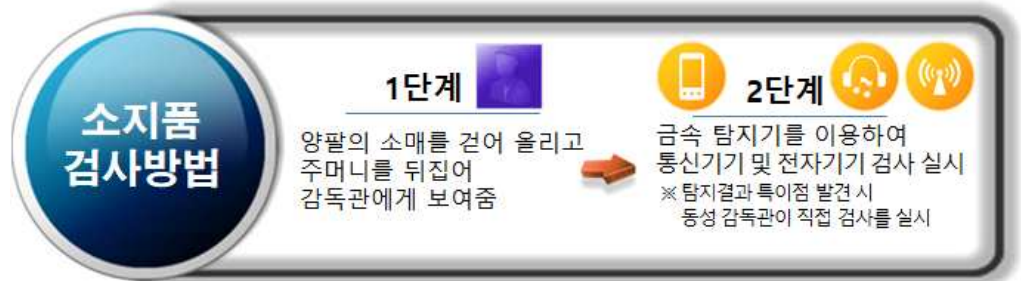 소지품
검사방법
1단계
양팔의 소매를 걷어 올리고
주머니를 뒤집어
감독관에게 보여줌
2단계
금속 탐지기를 이용하여
통신기기 및 전자기기 검사 실시
※ 탐지결과 특이점 발견 시
동성 감독관이 직접 검사를 실시